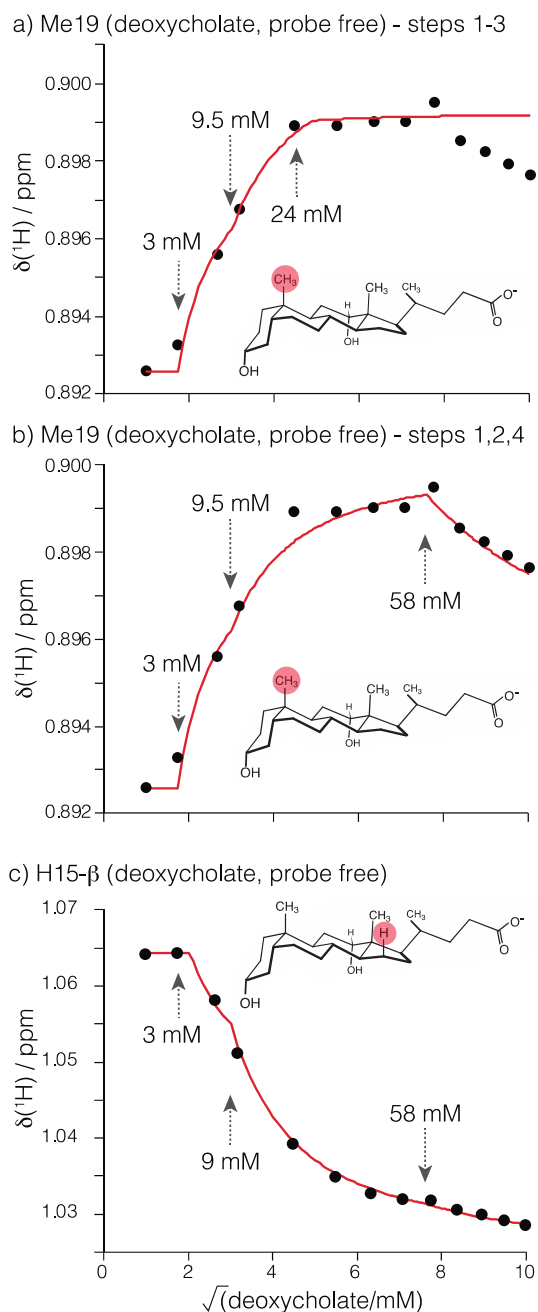 a) Me19 (deoxycholate, probe free) - steps 1-3
0.900
0.898
0.896
0.894
0.892
δ(¹H) / ppm
9.5 mM
3 mM
24 mM
CH₃
CH₃
CH₃
H
OH
O⁻
O
OH
b) Me19 (deoxycholate, probe free) - steps 1,2,4
0.900
0.898
0.896
0.894
0.892
δ(¹H) / ppm
9.5 mM
3 mM
58 mM
CH₃
CH₃
CH₃
H
OH
O⁻
O
OH
c) H15-β (deoxycholate, probe free)
1.07
1.06
1.05
1.04
1.03
δ(¹H) / ppm
CH₃
CH₃
CH₃
H
H
OH
O⁻
O
OH
3 mM
9 mM
58 mM
0 2 4 6 8 10
√(deoxycholate/mM)